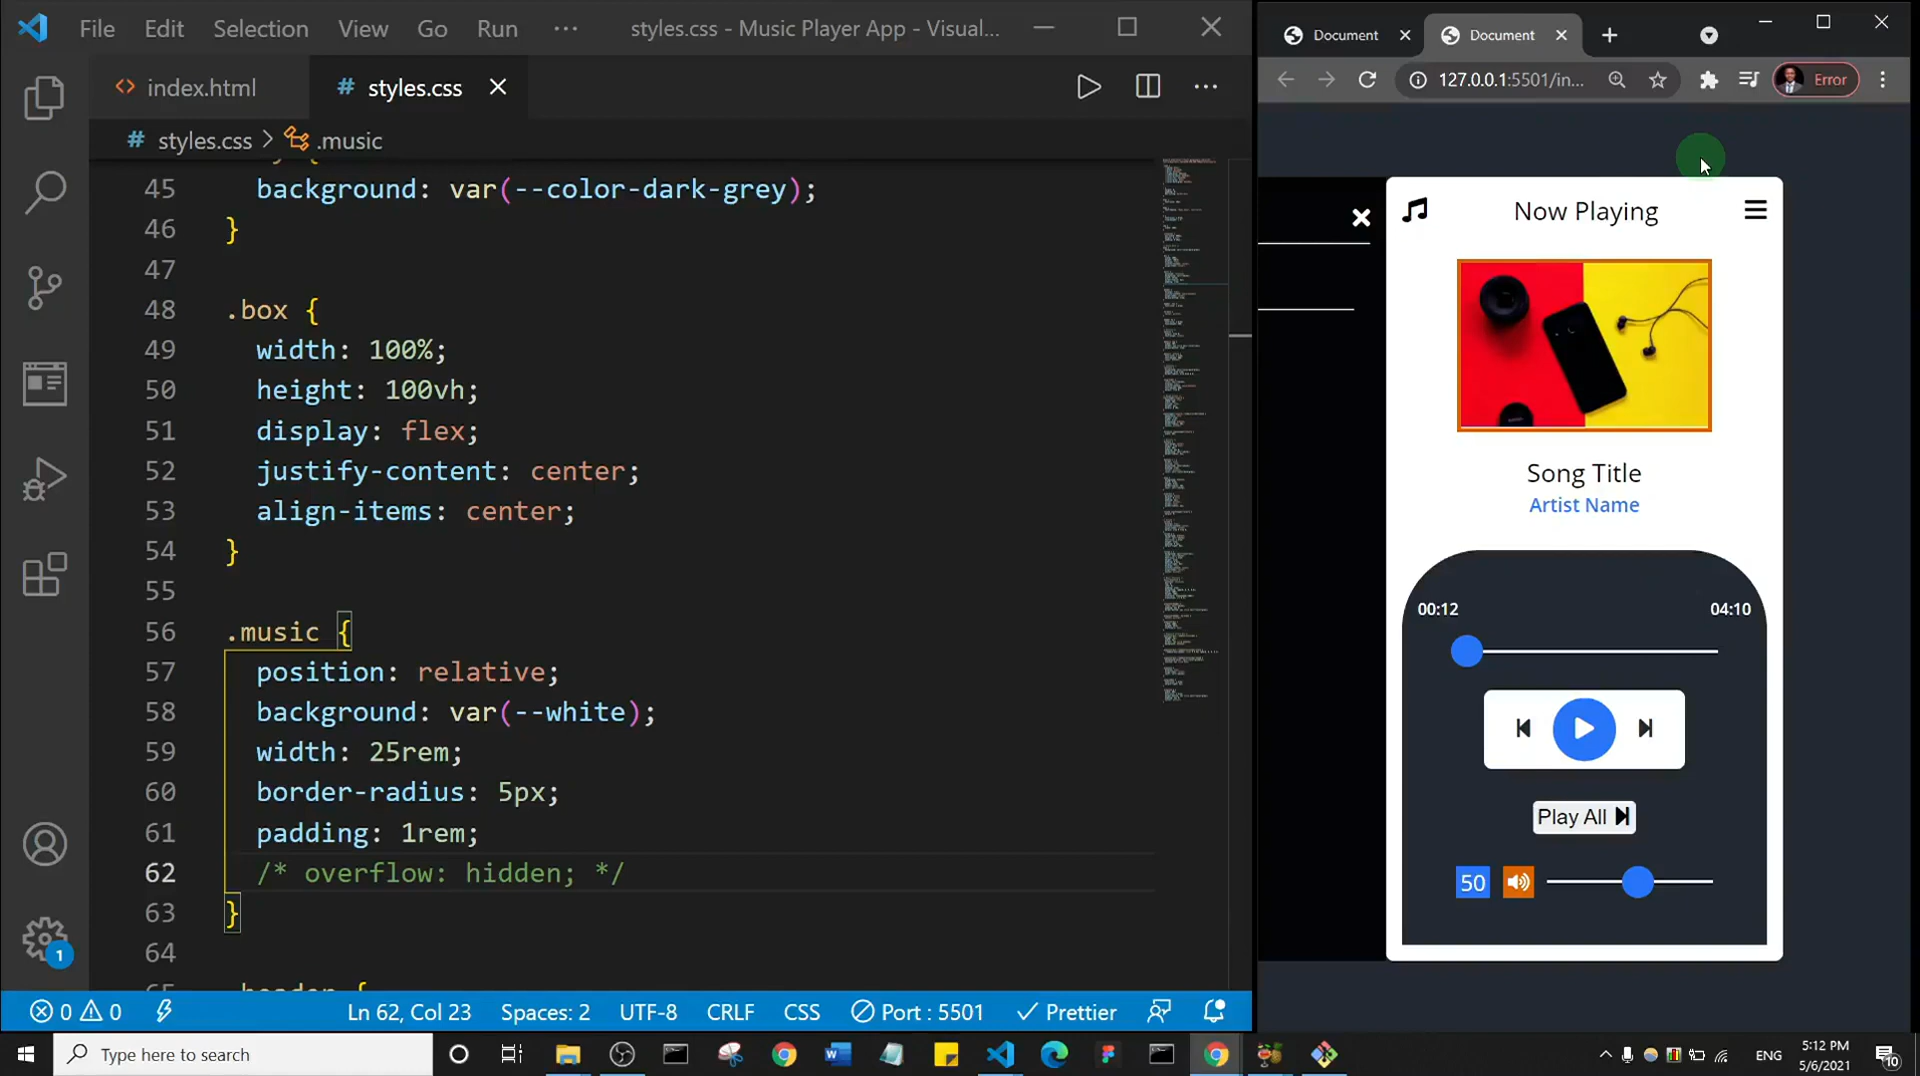 File Edit Selection View Go Run ··· styles.css - Music Player App - Visual...
index.html
# styles.css
# styles.css > .music
45 background: var(--color-dark-grey);
46 }
47
48 .box {
49 width: 100%;
50 height: 100vh;
51 display: flex;
52 justify-content: center;
53 align-items: center;
54 }
55
56 .music {
57 position: relative;
58 background: var(--white);
59 width: 25rem;
60 border-radius: 5px;
61 padding: 1rem;
62 /* overflow: hidden; */
63 }
64
1
0 0 Ln 62, Col 23 Spaces: 2 UTF-8 CRLF CSS Port : 5501 Prettier
Document Document
127.0.0.1:5501/in... Error
Now Playing
Song Title
Artist Name
00:12 04:10
Play All
50
Type here to search
ENG
5:12 PM
5/6/2021
10